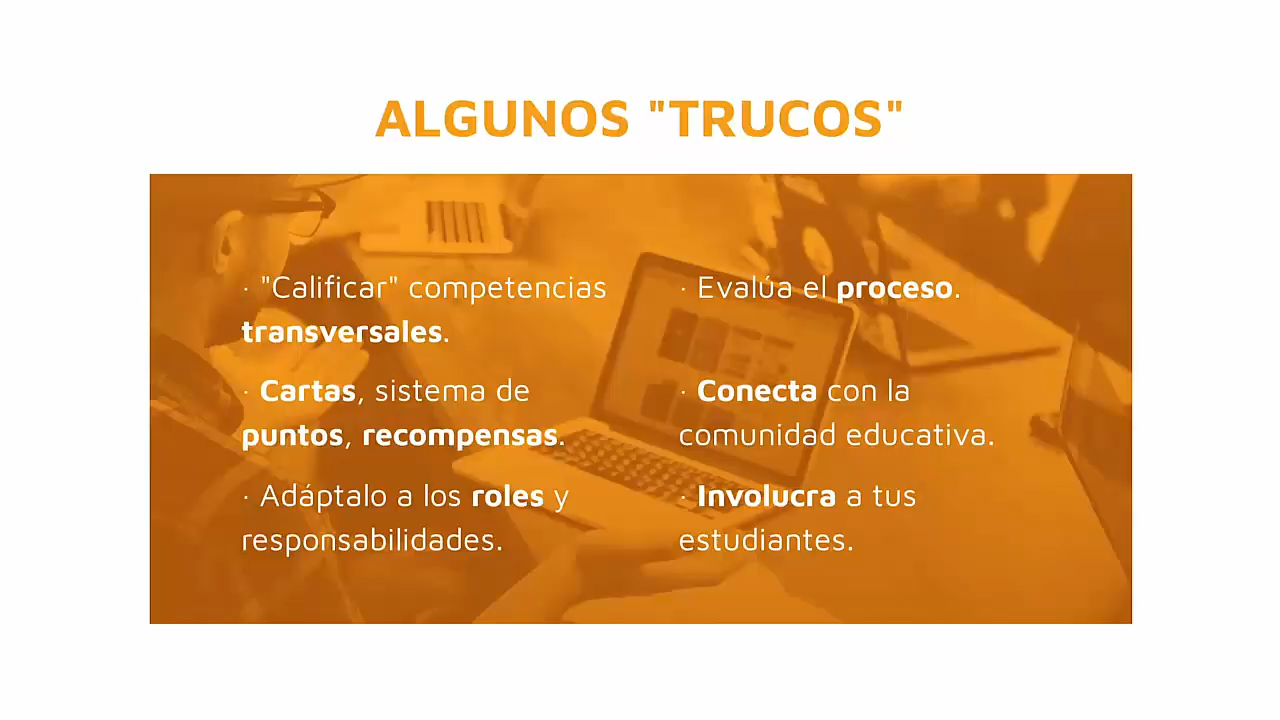 ALGUNOS "TRUCOS"
· "Calificar" competencias
transversales.
· Cartas, sistema de
puntos, recompensas.
· Adáptalo a los roles y
responsabilidades.
· Evalúa el proceso.
· Conecta con la
comunidad educativa.
· Involucra a tus
estudiantes.